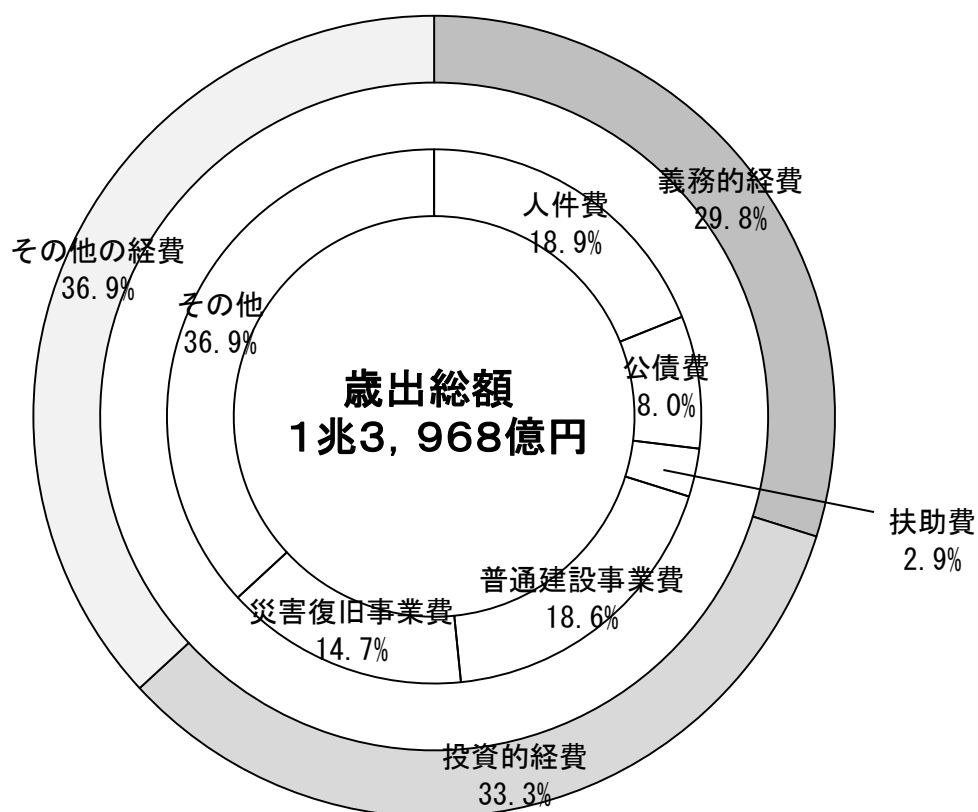 人件費
18.9%
義務的経費
29.8%
その他の経費
36.9%
その他
36.9%
公債費
8.0%
歳出総額
1兆3,968億円
扶助費
2.9%
普通建設事業費
18.6%
災害復旧事業費
14.7%
投資的経費
33.3%